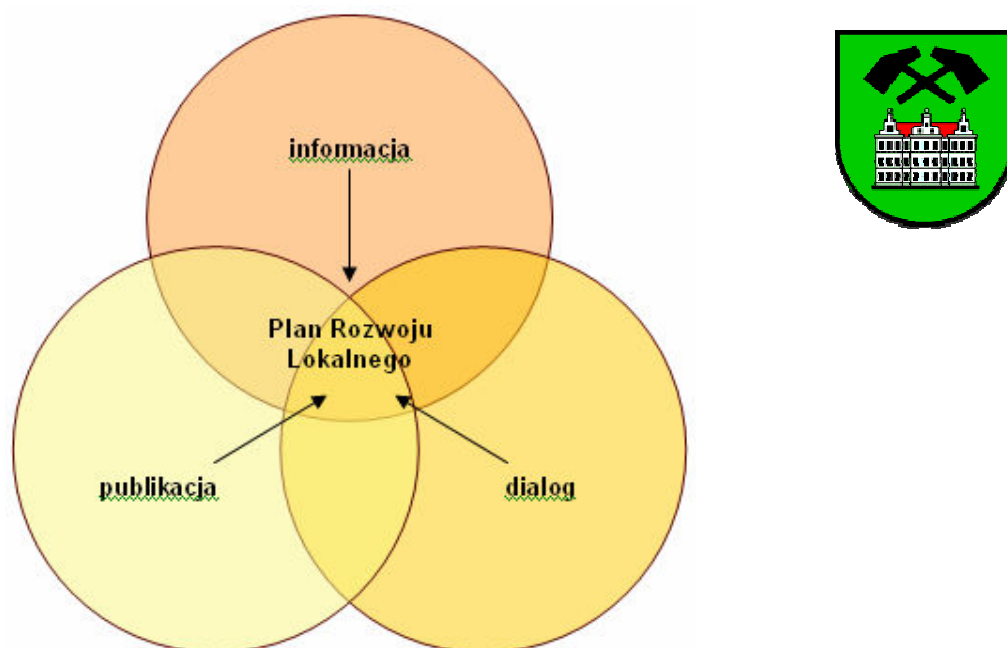 informacja
Plan Rozwoju
Lokalnego
publikacja
dialog